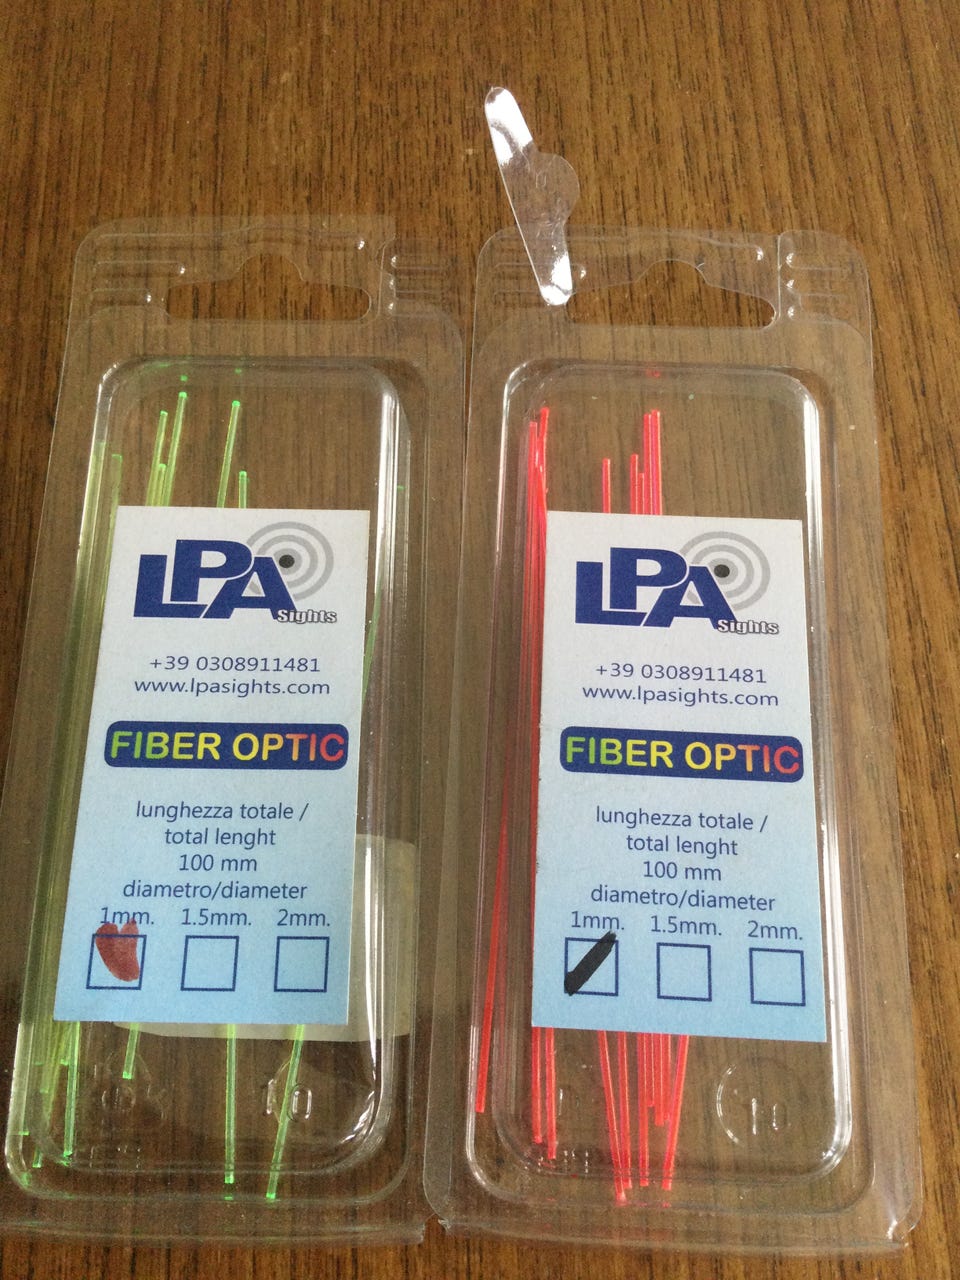 LPA
Sights
+39 0308911481
www.lpasights.com
FIBER OPTIC
lunghezza totale /
total lenght
100 mm
diametro/diameter
1mm. 1.5mm. 2mm.
10
LPA
Sights
+39 0308911481
www.lpasights.com
FIBER OPTIC
lunghezza totale /
total lenght
100 mm
diametro/diameter
1mm. 1.5mm. 2mm.
10